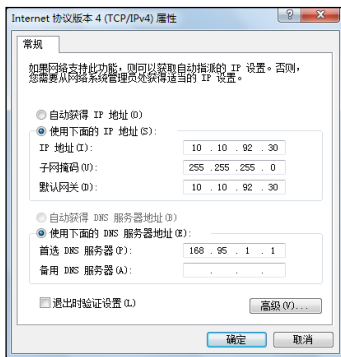 Internet 协议版本 4 (TCP/IPv4) 属性
常规
如果网络支持此功能，则可以获取自动指派的 IP 设置。否则，
您需要从网络系统管理员处获得适当的 IP 设置。
自动获得 IP 地址(O)
使用下面的 IP 地址(S):
IP 地址(I): 10 . 10 . 92 . 30
子网掩码(U): 255 .255 .255 . 0
默认网关(D): 10 . 10 . 92 . 30
自动获得 DNS 服务器地址(B)
使用下面的 DNS 服务器地址(E):
首选 DNS 服务器(P): 168 . 95 . 1 . 1
备用 DNS 服务器(A): . . .
退出时验证设置(L)
高级(V)...
确定 取消